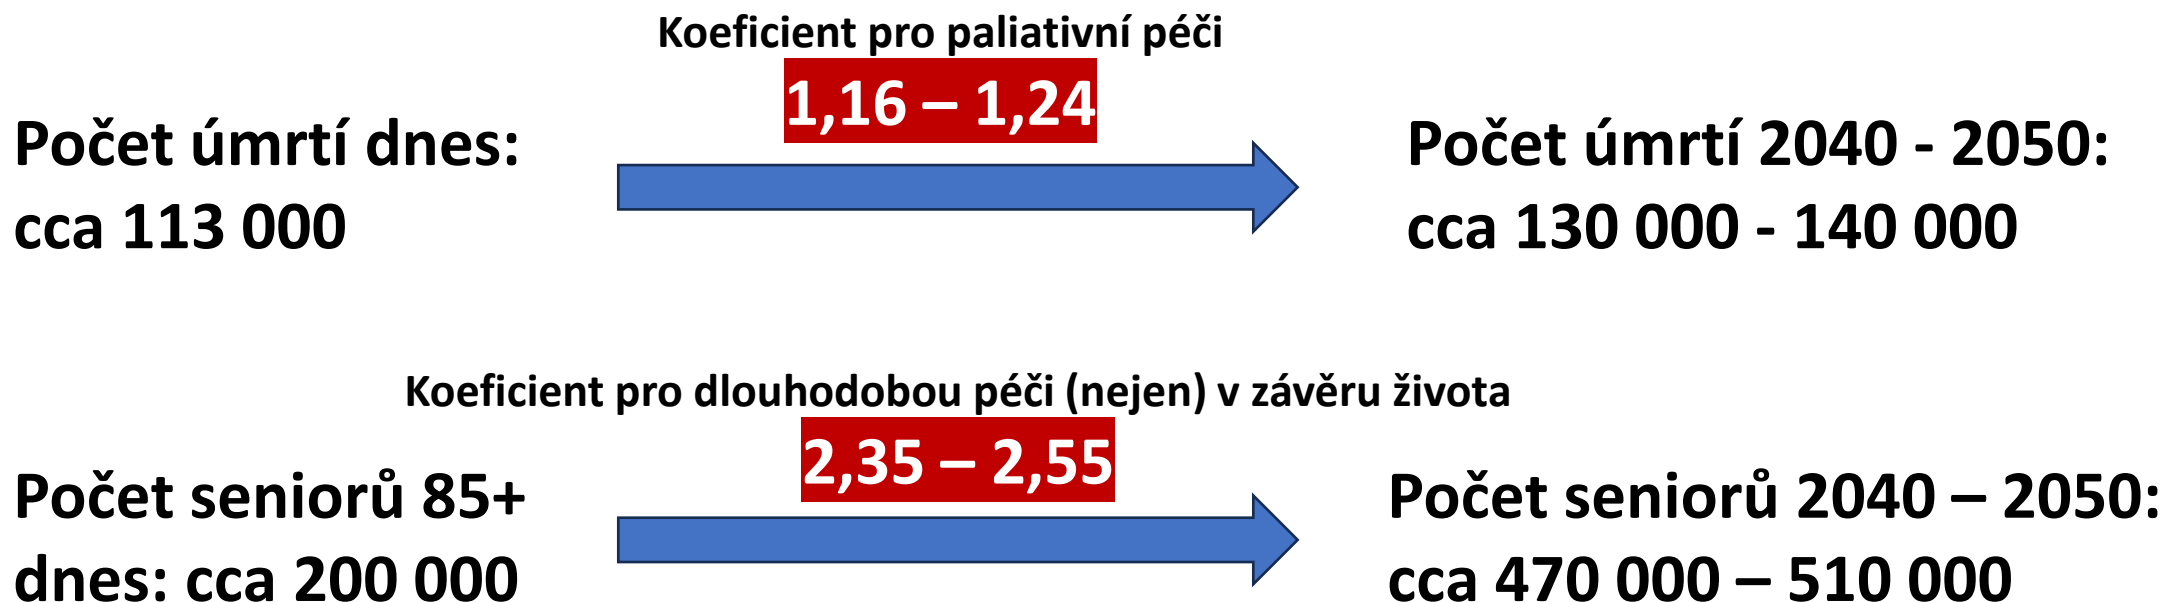 Koeficient pro paliativní péči
1,16 – 1,24
Počet úmrtí dnes:
cca 113 000
Počet úmrtí 2040 - 2050:
cca 130 000 - 140 000
Koeficient pro dlouhodobou péči (nejen) v závěru života
2,35 – 2,55
Počet seniorů 85+
dnes: cca 200 000
Počet seniorů 2040 – 2050:
cca 470 000 – 510 000